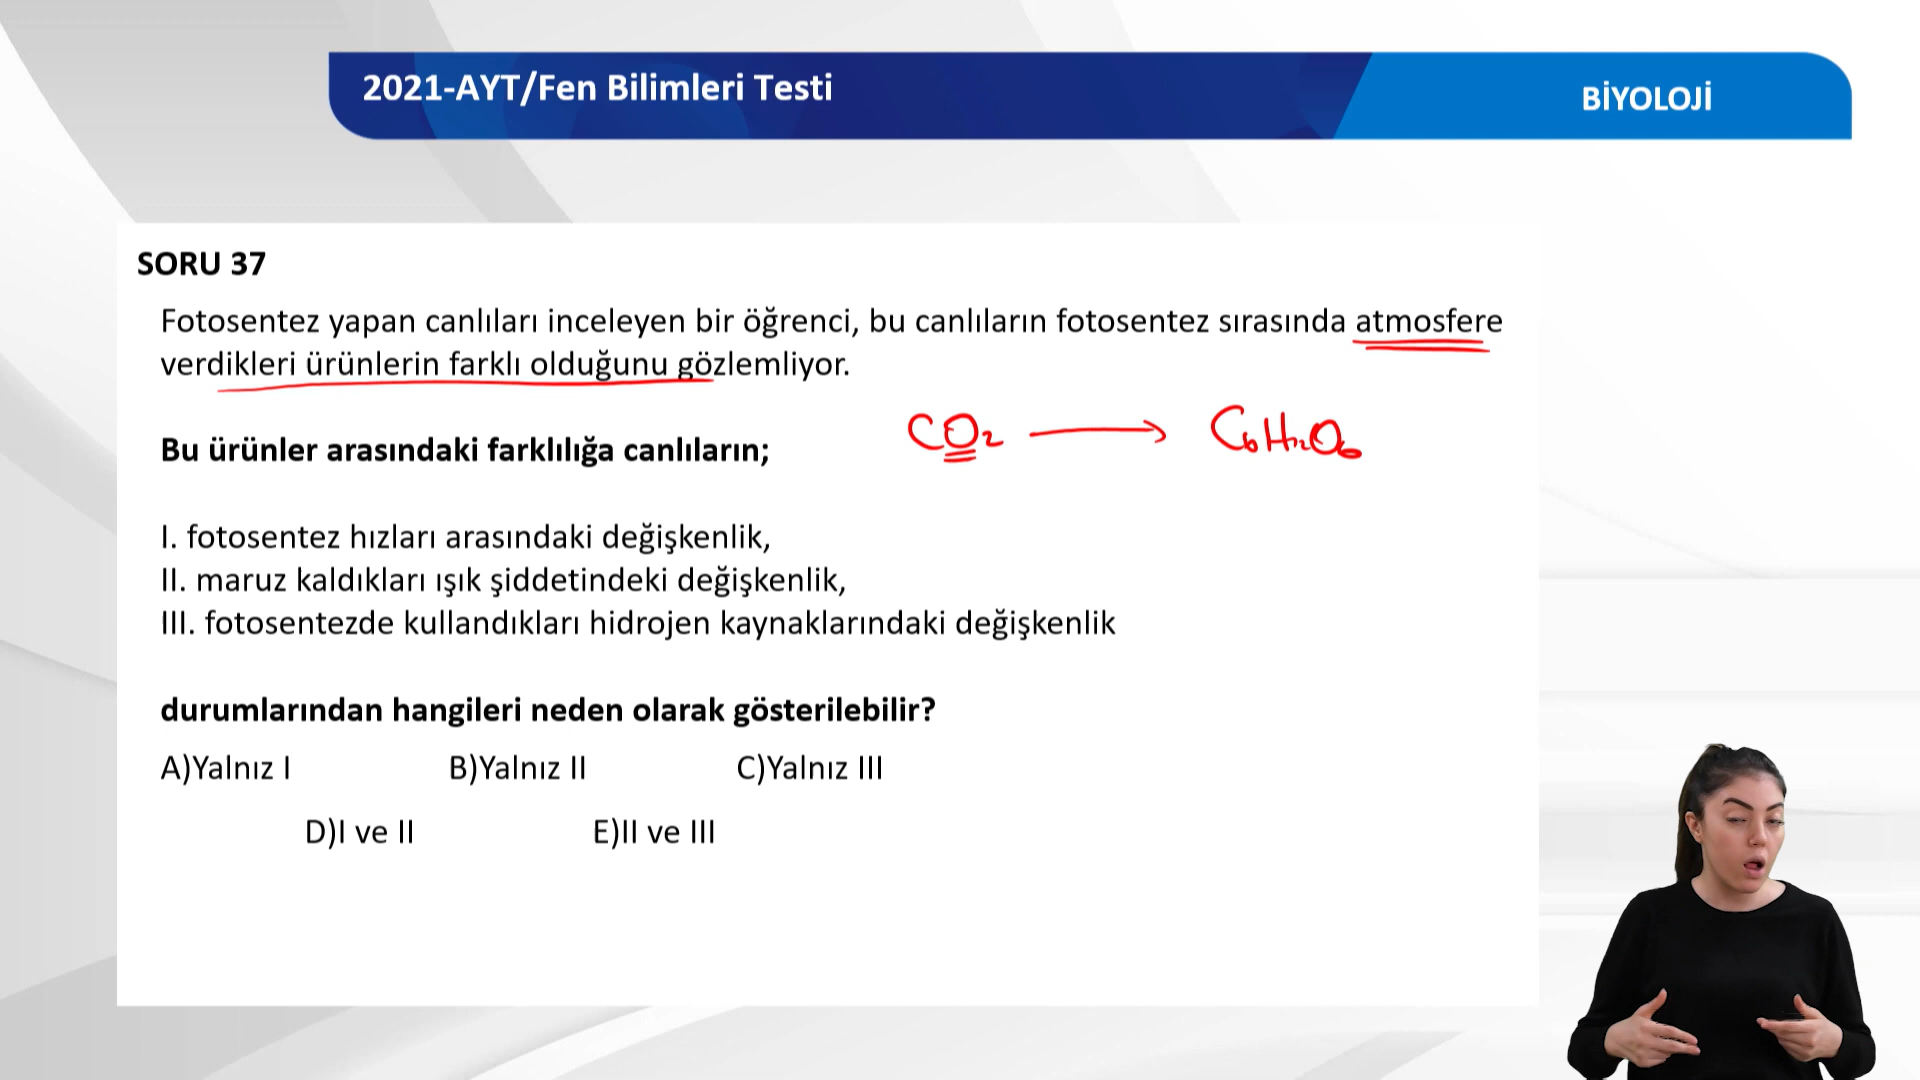 2021-AYT/Fen Bilimleri Testi
BİYOLOJİ
SORU 37
Fotosentez yapan canlıları inceleyen bir öğrenci, bu canlıların fotosentez sırasında atmosfere
verdikleri ürünlerin farklı olduğunu gözlemliyor.
CO₂ → C₆H₁₂O₆
Bu ürünler arasındaki farklılığa canlıların;
I. fotosentez hızları arasındaki değişkenlik,
II. maruz kaldıkları ışık şiddetindeki değişkenlik,
III. fotosentezde kullandıkları hidrojen kaynaklarındaki değişkenlik
durumlarından hangileri neden olarak gösterilebilir?
A)Yalnız I B)Yalnız II C)Yalnız III
D)I ve II E)II ve III